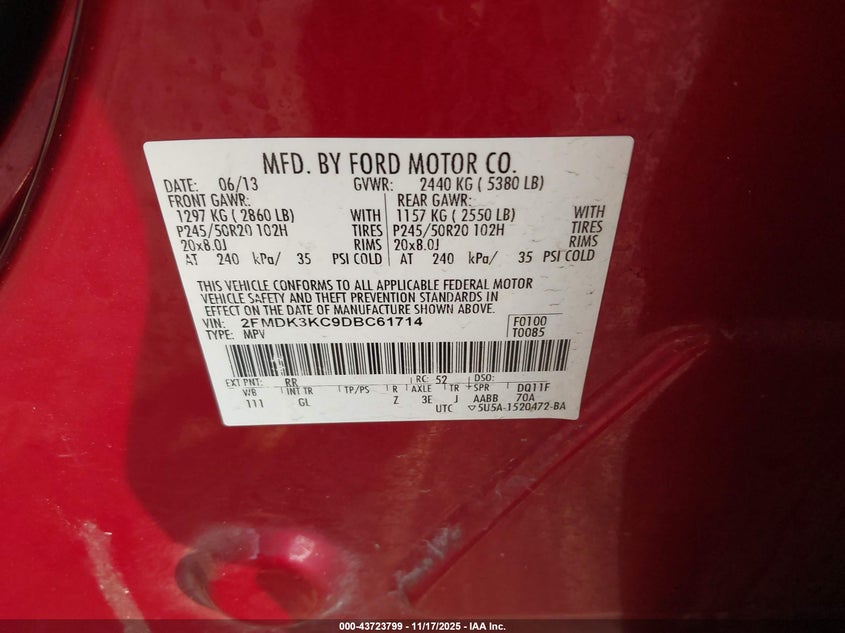 MFD. BY FORD MOTOR CO.
DATE: 06/13 GVWR: 2440 KG ( 5380 LB)
FRONT GAWR: REAR GAWR:
1297 KG ( 2860 LB) WITH 1157 KG ( 2550 LB) WITH
P245/50R20 102H TIRES P245/50R20 102H TIRES
20x8.0J RIMS 20x8.0J RIMS
AT 240 kPa/ 35 PSI COLD AT 240 kPa/ 35 PSI COLD
THIS VEHICLE CONFORMS TO ALL APPLICABLE FEDERAL MOTOR
VEHICLE SAFETY AND THEFT PREVENTION STANDARDS IN
EFFECT ON THE DATE OF MANUFACTURE SHOWN ABOVE.
VIN: 2FMDK3KC9DBC61714 F0100
TYPE: MPV T0085
EXT PNT: RR RC: 52 DSO:
W/B INT TR TP/PS R AXLE TR SPR DQ11F
111 GL Z 3E J AABB 70A
UTC ▽5U5A-1520472-BA
000-43723799 - 11/17/2025 - IAA Inc.